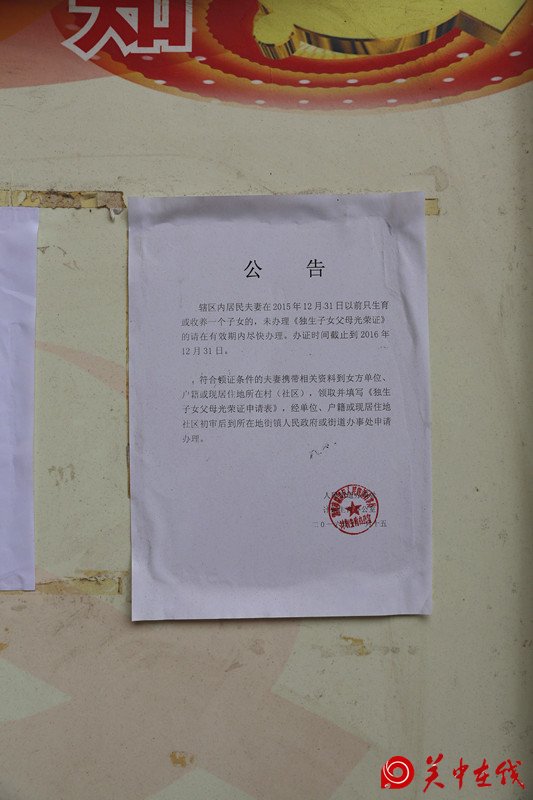 知
公 告
辖区内居民夫妻在2015年12月31日以前只生育
或收养一个子女的，未办理《独生子女父母光荣证》
的请在有效期内尽快办理。办证时间截止到2016年
12月31日。
符合领证条件的夫妻携带相关资料到女方单位、
户籍或现居住地所在村（社区），领取并填写《独生
子女父母光荣证申请表》，经单位、户籍或现居住地
社区初审后到所在地街镇人民政府或街道办事处申请
办理。
关中在线